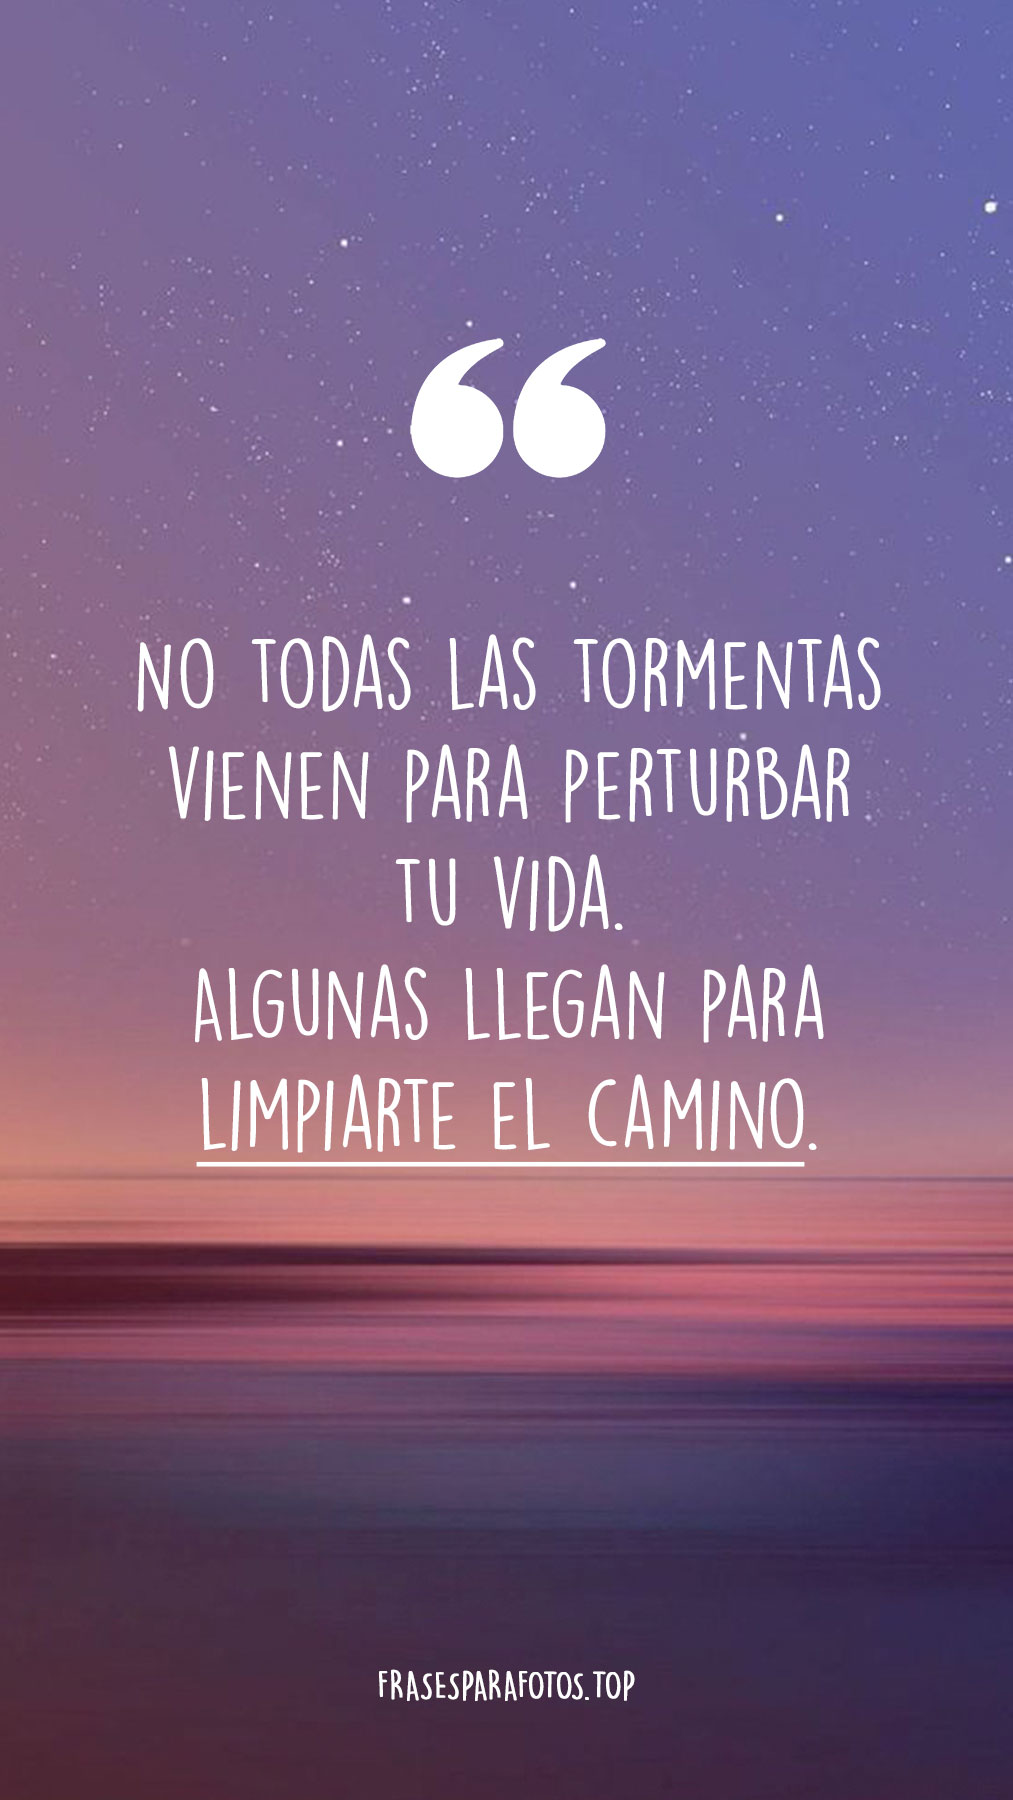 “
NO TODAS LAS TORMENTAS
VIENEN PARA PERTURBAR
TU VIDA.
ALGUNAS LLEGAN PARA
LIMPIARTE EL CAMINO.
FRASESPARAFOTOS.TOP